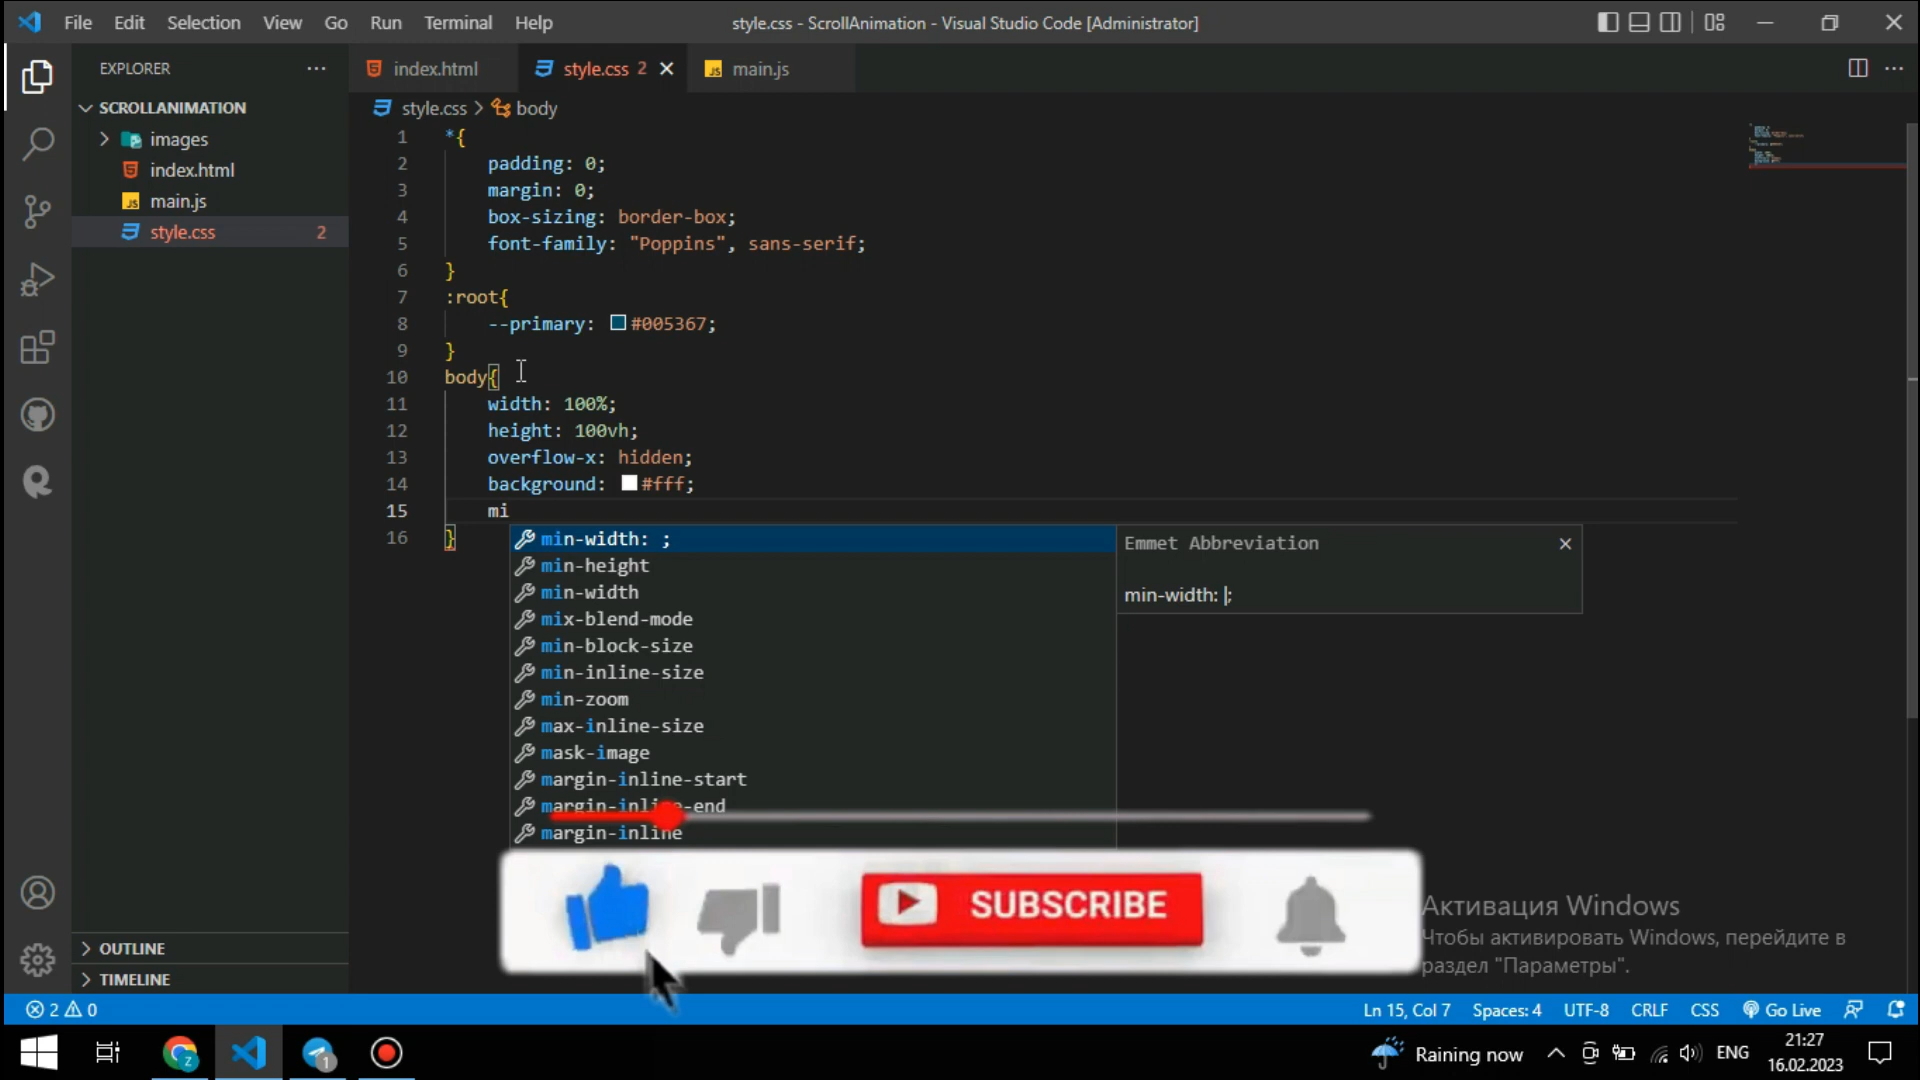 File Edit Selection View Go Run Terminal Help
style.css - ScrollAnimation - Visual Studio Code [Administrator]
EXPLORER
index.html
style.css 2
main.js
SCROLLANIMATION
images
index.html
main.js
style.css 2
style.css > body
1 *{
2 padding: 0;
3 margin: 0;
4 box-sizing: border-box;
5 font-family: "Poppins", sans-serif;
6 }
7 :root{
8 --primary: #005367;
9 }
10 body{
11 width: 100%;
12 height: 100vh;
13 overflow-x: hidden;
14 background: #fff;
15 mi
16 }
min-width: ;
min-height
min-width
mix-blend-mode
min-block-size
min-inline-size
min-zoom
max-inline-size
mask-image
margin-inline-start
margin-inline-end
margin-inline
Emmet Abbreviation
min-width: |;
SUBSCRIBE
Активация Windows
Чтобы активировать Windows, перейдите в
раздел "Параметры".
OUTLINE
TIMELINE
2 0
Ln 15, Col 7 Spaces: 4 UTF-8 CRLF CSS Go Live
1
Raining now
ENG
21:27
16.02.2023